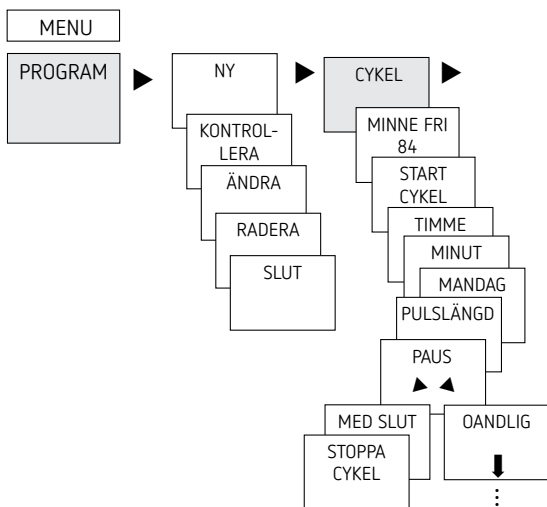 MENU
PROGRAM
NY
KONTROL-
LERA
ÄNDRA
RADERA
SLUT
CYKEL
MINNE FRI
84
START
CYKEL
TIMME
MINUT
MANDAG
PULSLÄNGD
PAUS
MED SLUT
STOPPA
CYKEL
OANDLIG